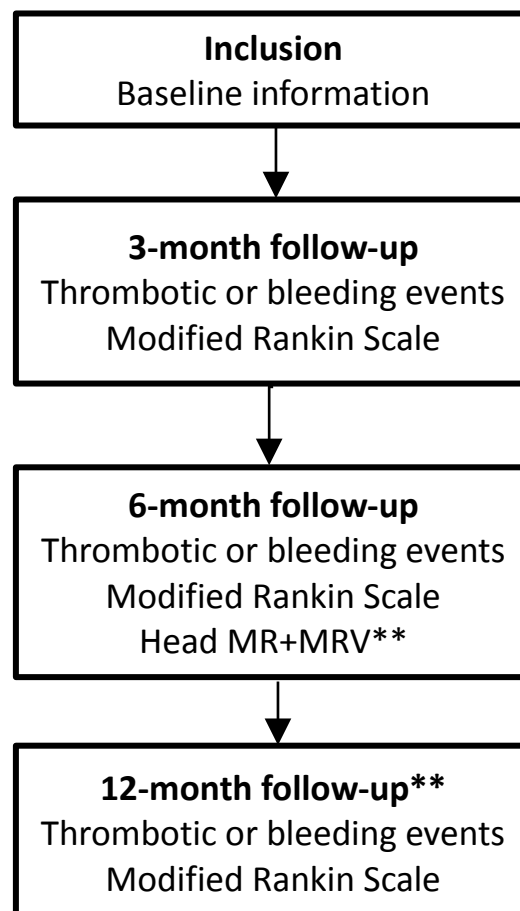 Inclusion
Baseline information
3-month follow-up
Thrombotic or bleeding events
Modified Rankin Scale
6-month follow-up
Thrombotic or bleeding events
Modified Rankin Scale
Head MR+MRV**
12-month follow-up**
Thrombotic or bleeding events
Modified Rankin Scale